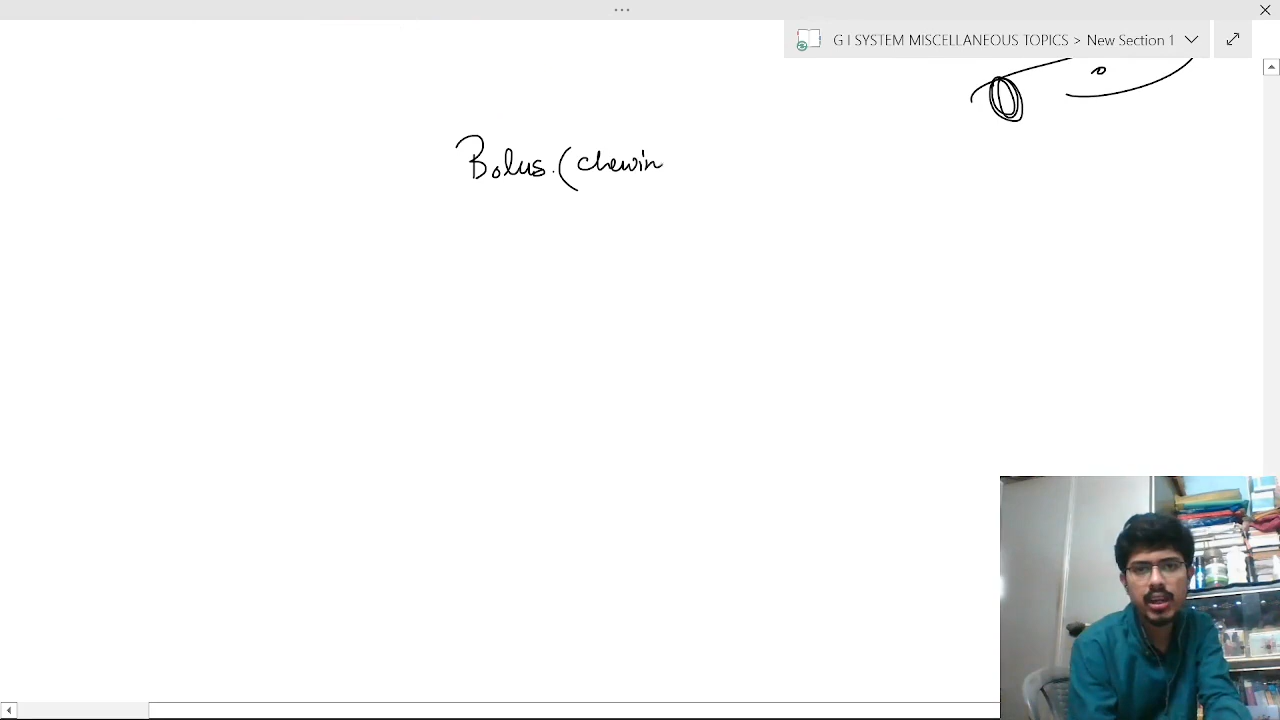 G I SYSTEM MISCELLANEOUS TOPICS > New Section 1
Bolus. (chewin